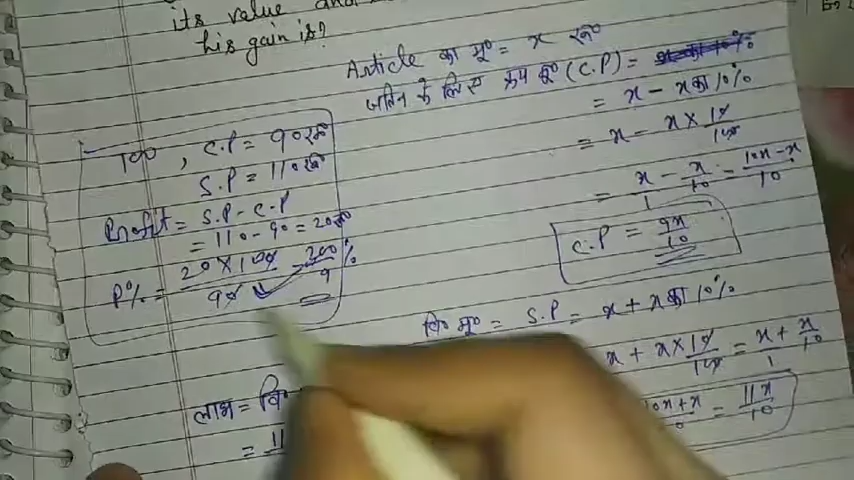 its value and
his gain is?
Article का मू० = x रू०
जतिन के लिए क्रय मू० (C.P) =
= x - x का 10%
= x - x × 10/100
= x/1 - x/10 = 10x - x/10
C.P = 9x/10
100, C.P = 90 रू०
S.P = 110 रू०
Profit = S.P - C.P
= 110 - 90 = 20 रू०
P% = 20 × 100/90 = 200/9 %
वि० मू० = S.P = x + x का 10%
x + x × 10/100 = x/1 + x/10
10x + x = 11x/10
लाभ = वि०
= 11